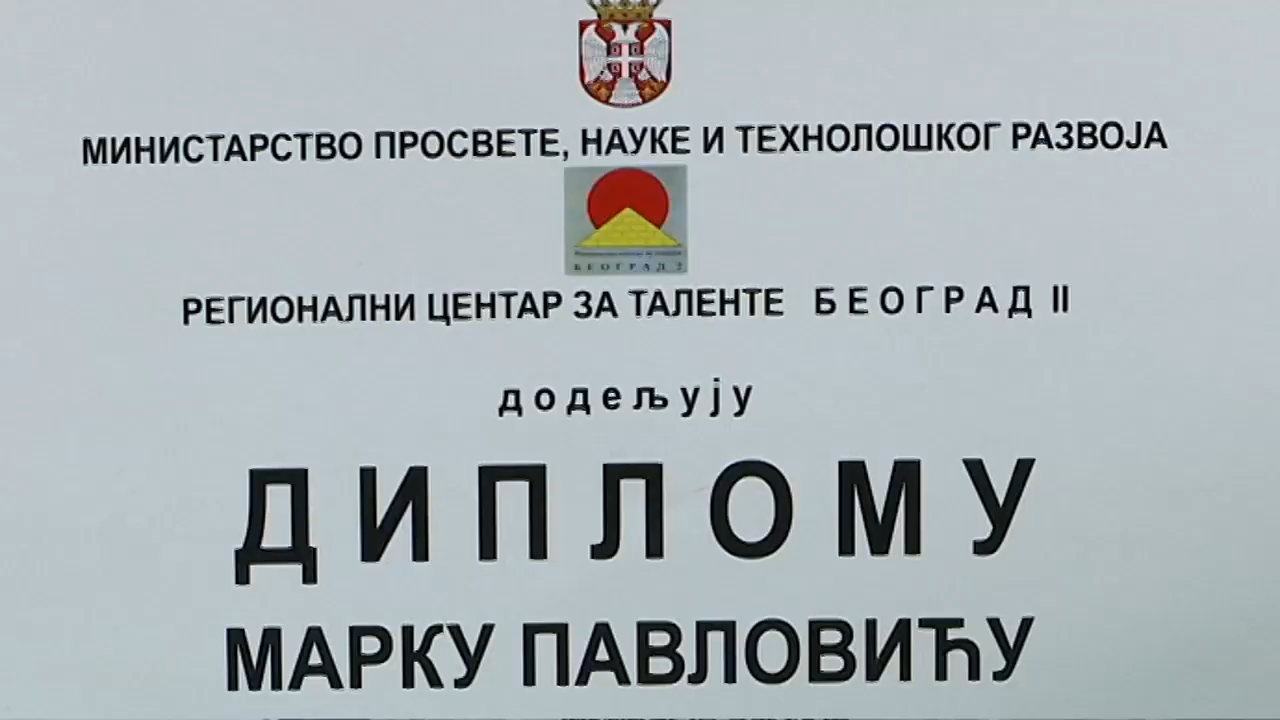 МИНИСТАРСТВО ПРОСВЕТЕ, НАУКЕ И ТЕХНОЛОШКОГ РАЗВОЈА
БЕОГРАД 2
РЕГИОНАЛНИ ЦЕНТАР ЗА ТАЛЕНТЕ БЕОГРАД II
додељују
ДИПЛОМУ
МАРКУ ПАВЛОВИЋУ